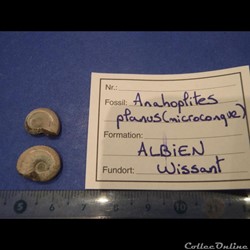 Nr.:
Fossil: Anahoplites
planus (microconque)
Formation:
ALBIEN
Fundort: Wissant
CollecOnline